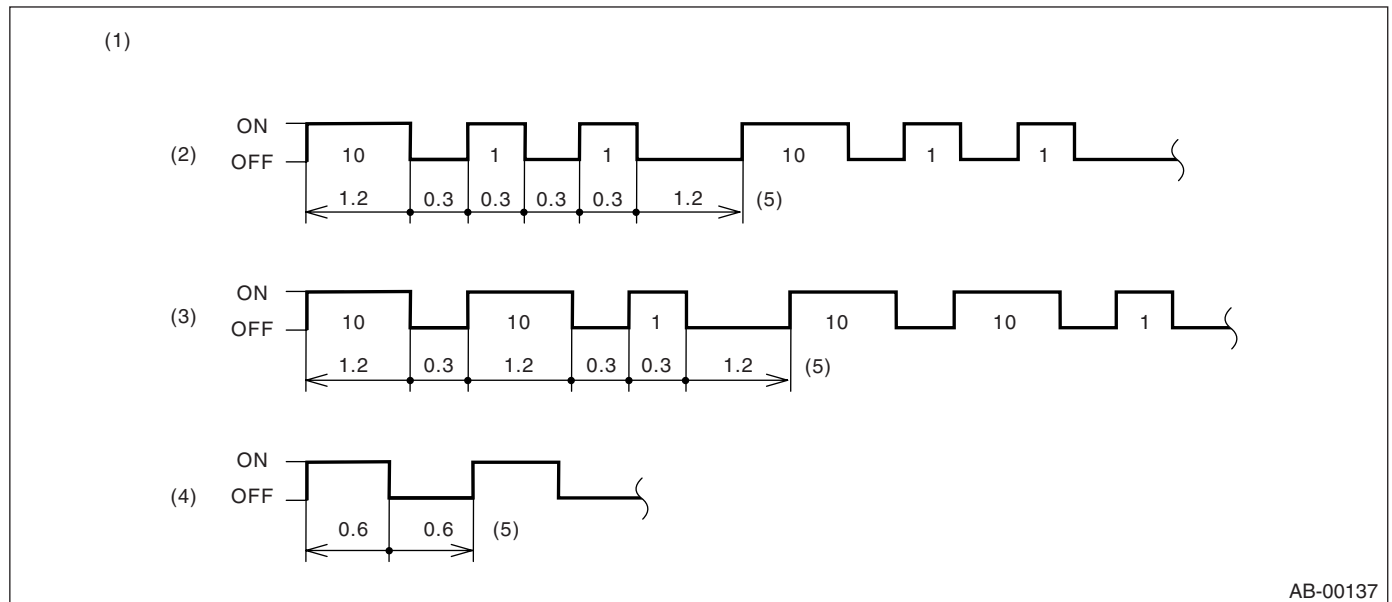 (1)
ON
(2)
OFF
10 1 1 10 1 1
1.2 0.3 0.3 0.3 0.3 1.2 (5)
ON
(3)
OFF
10 10 1 10 10 1
1.2 0.3 1.2 0.3 0.3 1.2 (5)
ON
(4) OFF
0.6 0.6 (5)
AB-00137